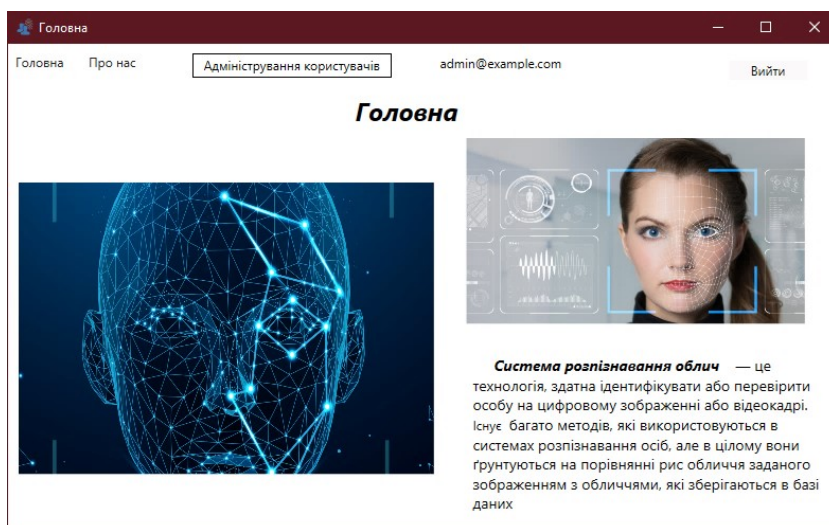 Головна
Головна Про нас Адміністрування користувачів admin@example.com Вийти
Головна
Система розпізнавання облич — це
технологія, здатна ідентифікувати або перевірити
особу на цифровому зображенні або відеокадрі.
Існує багато методів, які використовуються в
системах розпізнавання осіб, але в цілому вони
ґрунтуються на порівнянні рис обличчя заданого
зображенням з обличчями, які зберігаються в базі
даних